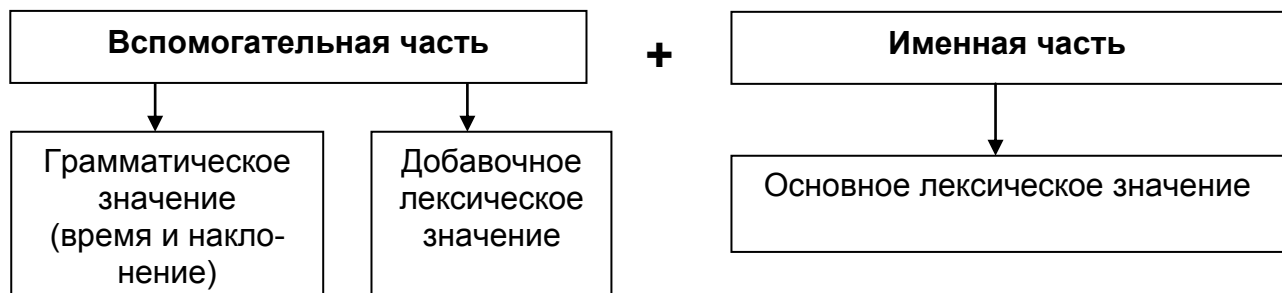 Вспомогательная часть
+
Именная часть
Грамматическое
значение
(время и накло-
нение)
Добавочное
лексическое
значение
Основное лексическое значение